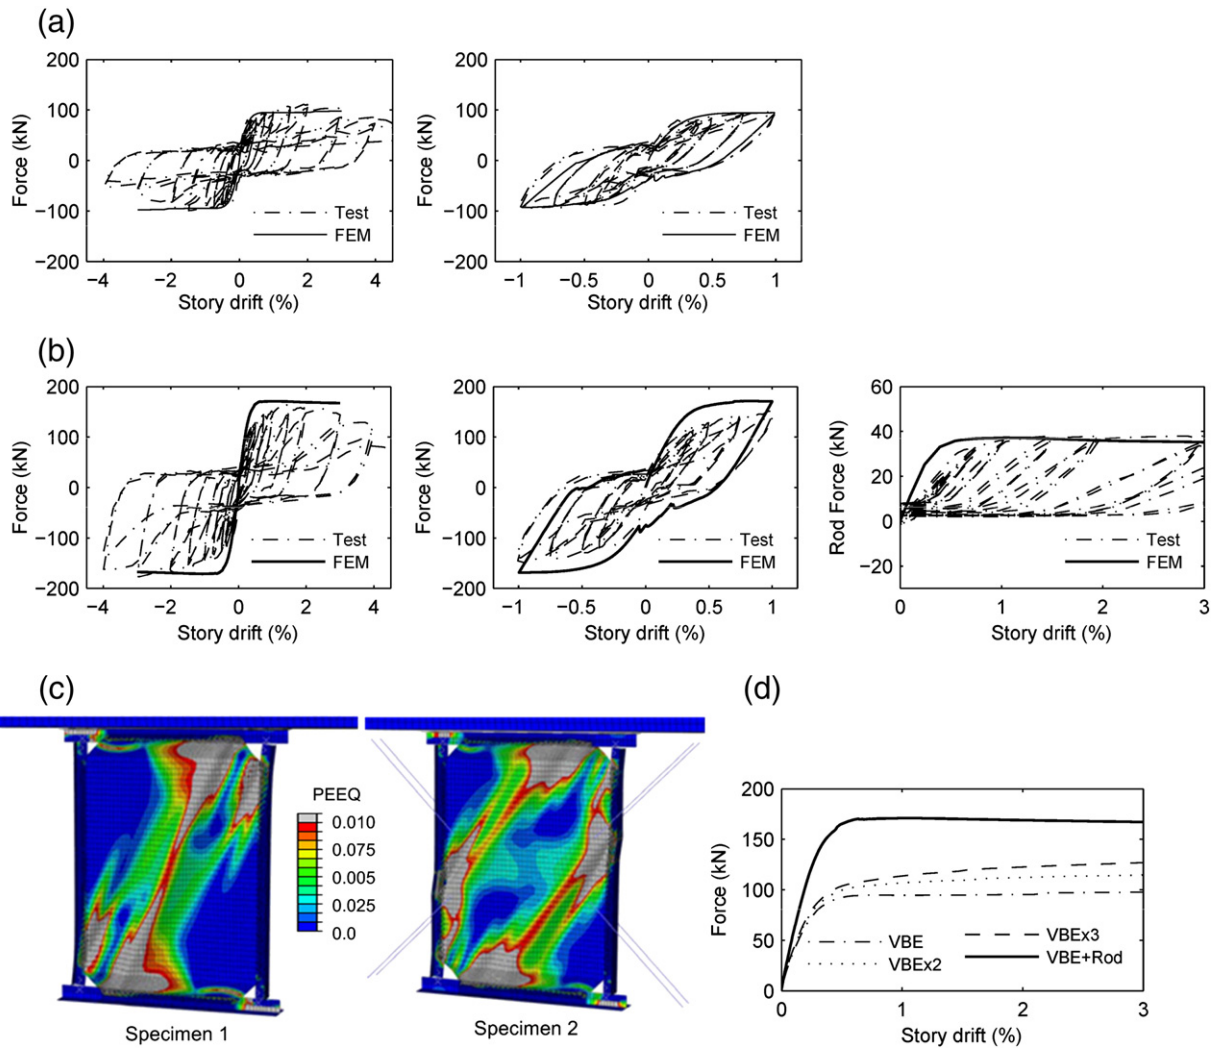 (a)
200
100
0
−100
−200
Force (kN)
Test
FEM
−4
−2
0
2
4
Story drift (%)
200
100
0
−100
−200
Force (kN)
Test
FEM
−1
−0.5
0
0.5
1
Story drift (%)
(b)
200
100
0
−100
−200
Force (kN)
Test
FEM
−4
−2
0
2
4
Story drift (%)
200
100
0
−100
−200
Force (kN)
Test
FEM
−1
−0.5
0
0.5
1
Story drift (%)
60
40
20
0
−20
Rod Force (kN)
Test
FEM
0
1
2
3
Story drift (%)
(c)
PEEQ
0.010
0.075
0.005
0.025
0.0
Specimen 1
Specimen 2
(d)
200
150
100
50
0
Force (kN)
VBE
VBEx2
VBEx3
VBE+Rod
0
1
2
3
Story drift (%)